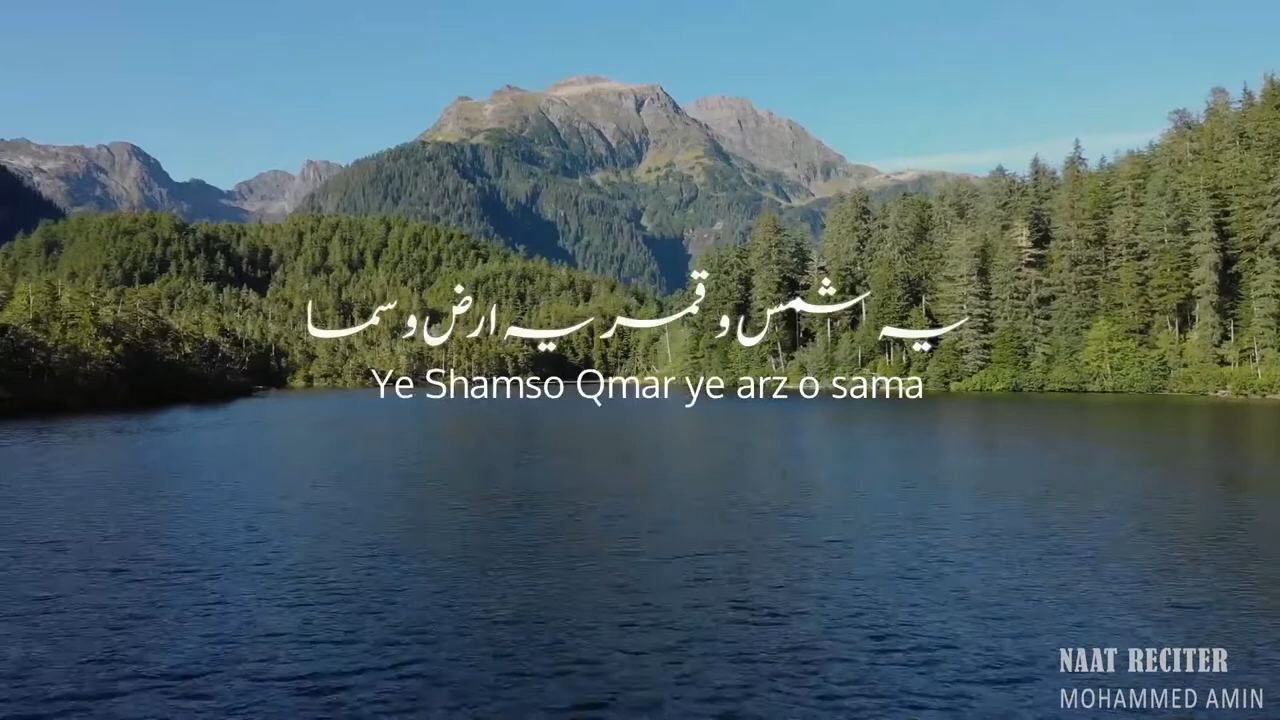 یہ شمس و قمر یہ ارض و سما
Ye Shamso Qmar ye arz o sama
NAAT RECITER
MOHAMMED AMIN